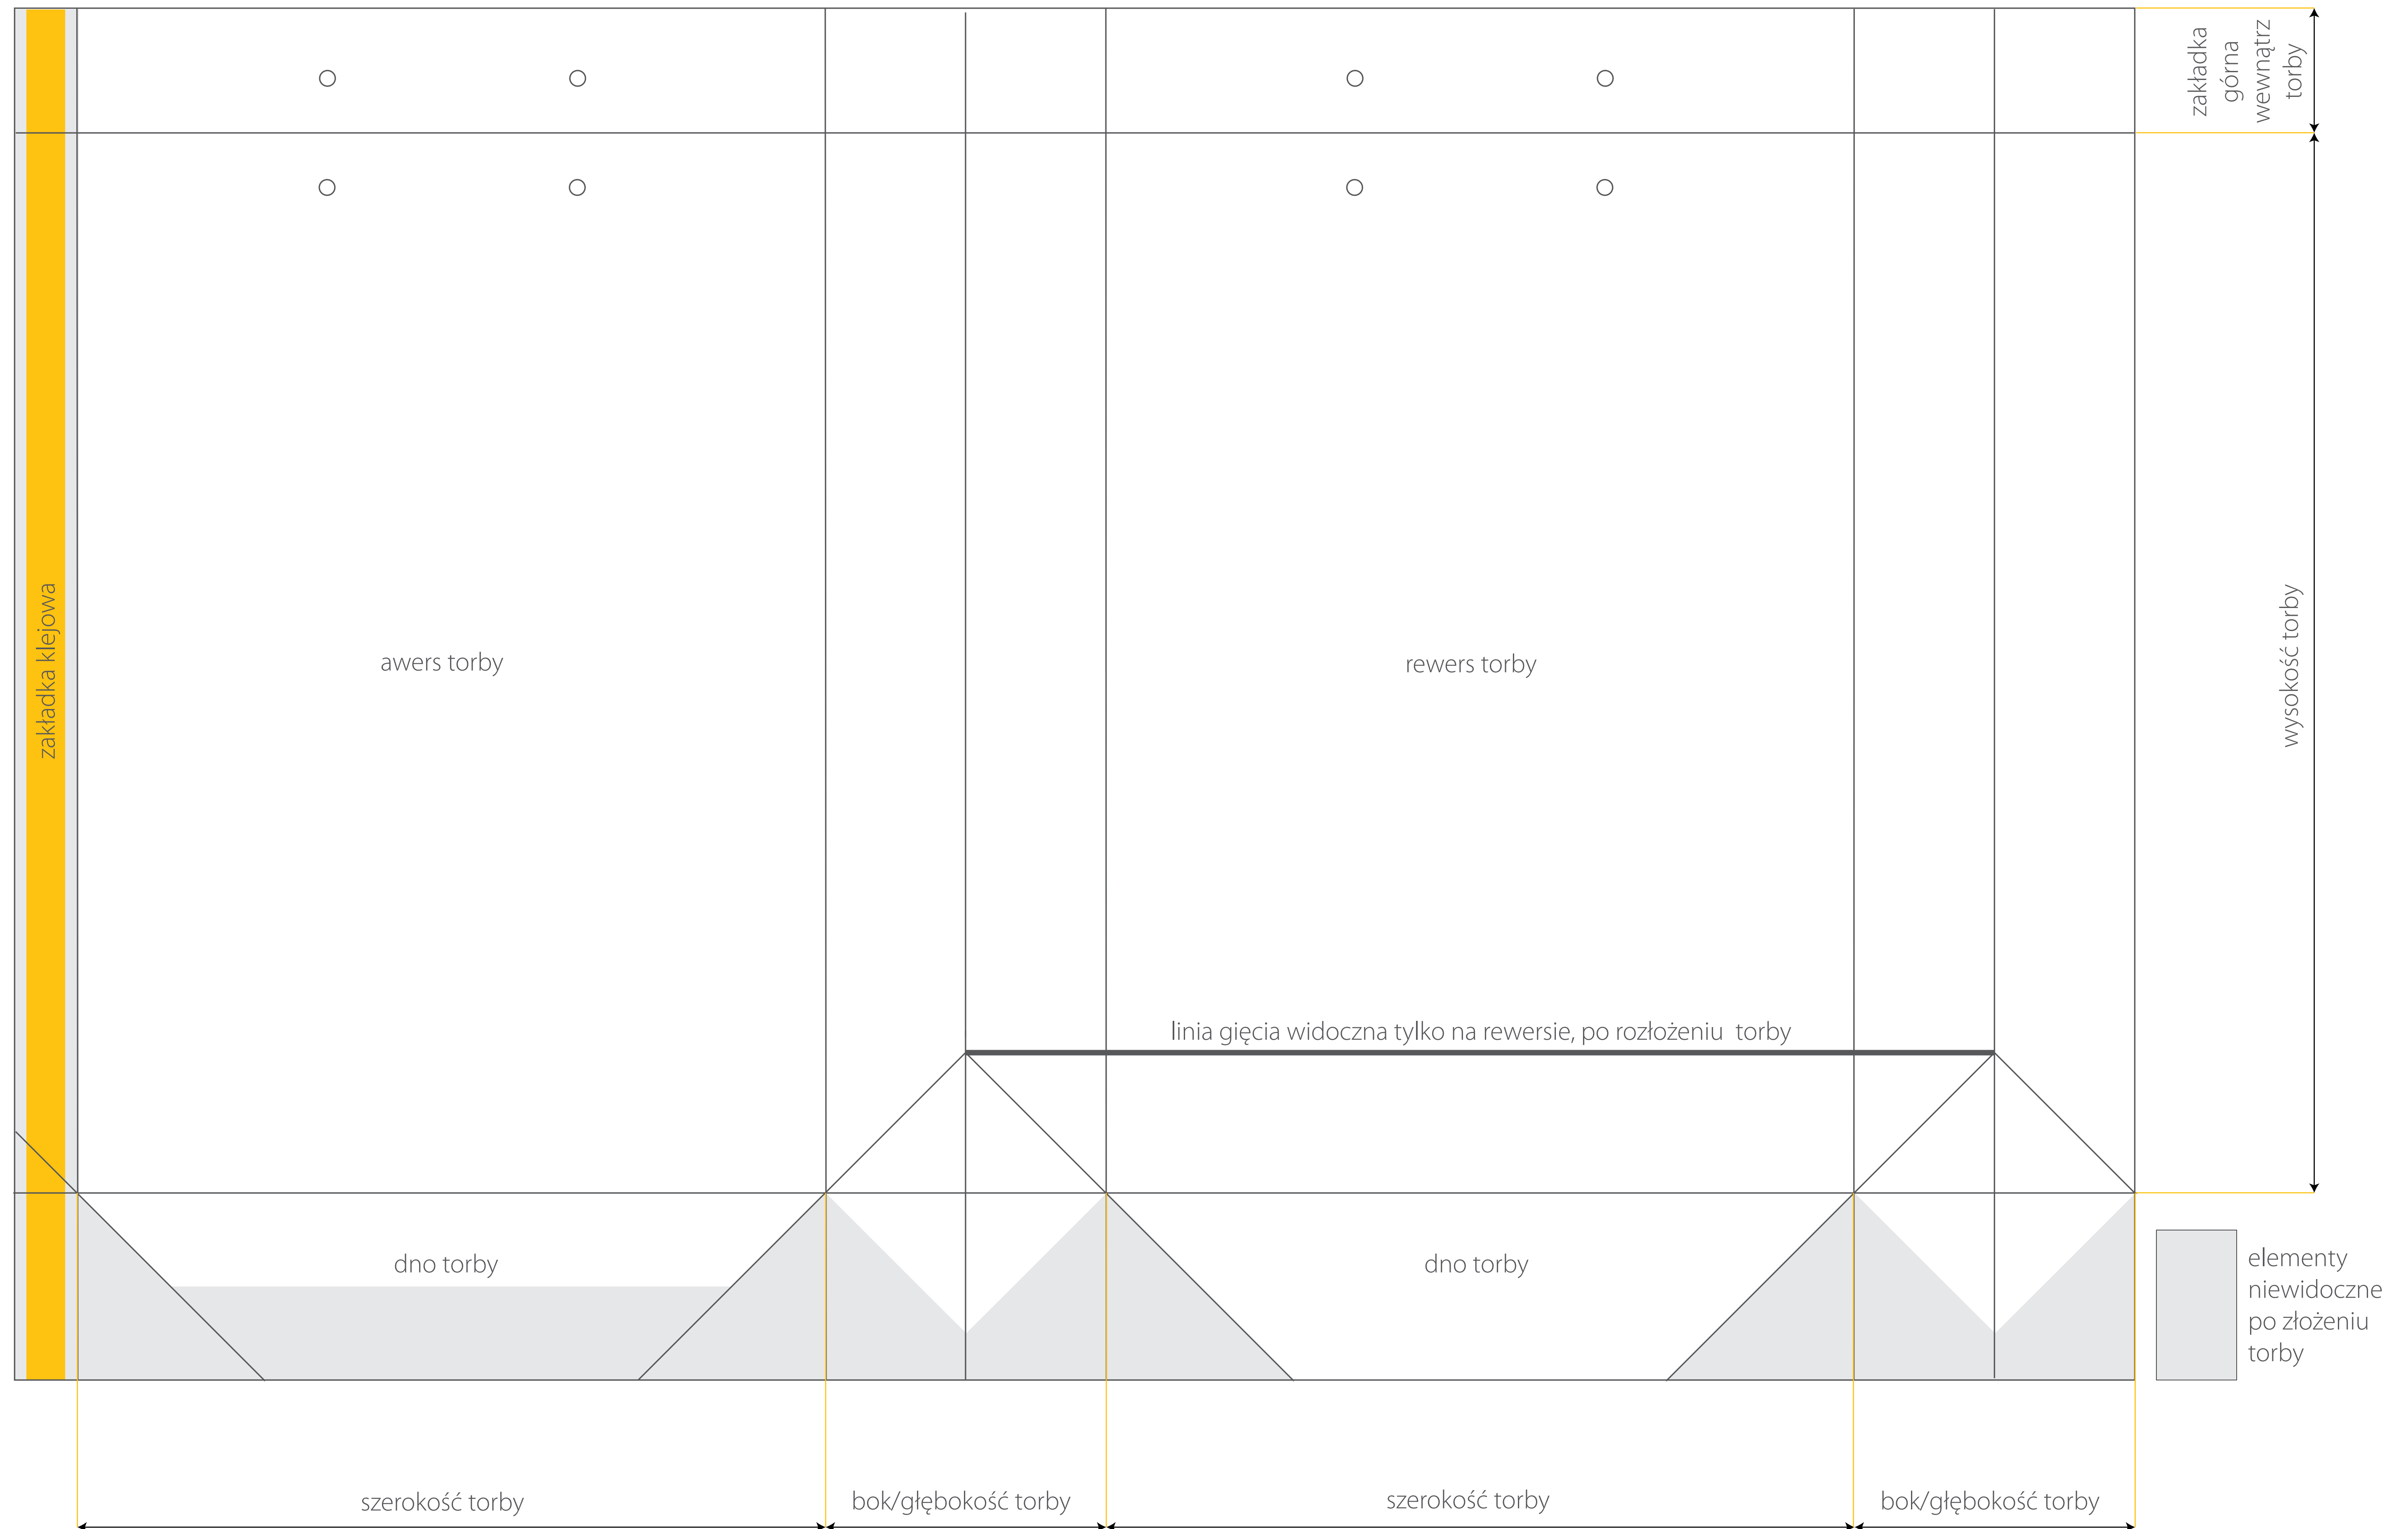 zakładka
górna
wewnątrz
torby
zakładka klejowa
awers torby
rewers torby
wysokość torby
linia gięcia widoczna tylko na rewersie, po rozłożeniu torby
dno torby
dno torby
elementy
niewidoczne
po złożeniu
torby
szerokość torby
bok/głębokość torby
szerokość torby
bok/głębokość torby